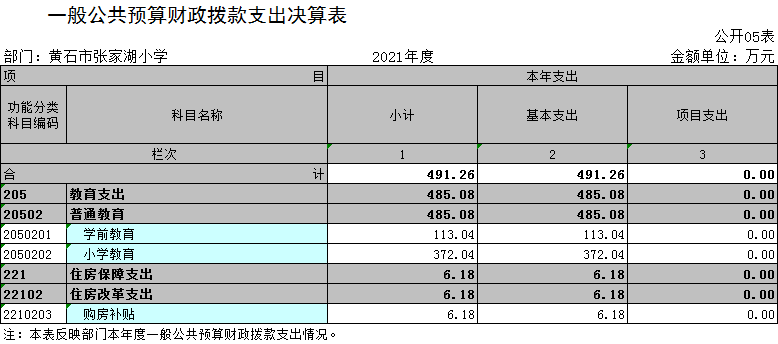 一般公共预算财政拨款支出决算表
公开05表
部门：黄石市张家湖小学 2021年度 金额单位：万元
项 目 本年支出
功能分类科目编码 科目名称 小计 基本支出 项目支出
栏次 1 2 3
合 计 491.26 491.26 0.00
205 教育支出 485.08 485.08 0.00
20502 普通教育 485.08 485.08 0.00
2050201 学前教育 113.04 113.04 0.00
2050202 小学教育 372.04 372.04 0.00
221 住房保障支出 6.18 6.18 0.00
22102 住房改革支出 6.18 6.18 0.00
2210203 购房补贴 6.18 6.18 0.00
注：本表反映部门本年度一般公共预算财政拨款支出情况。